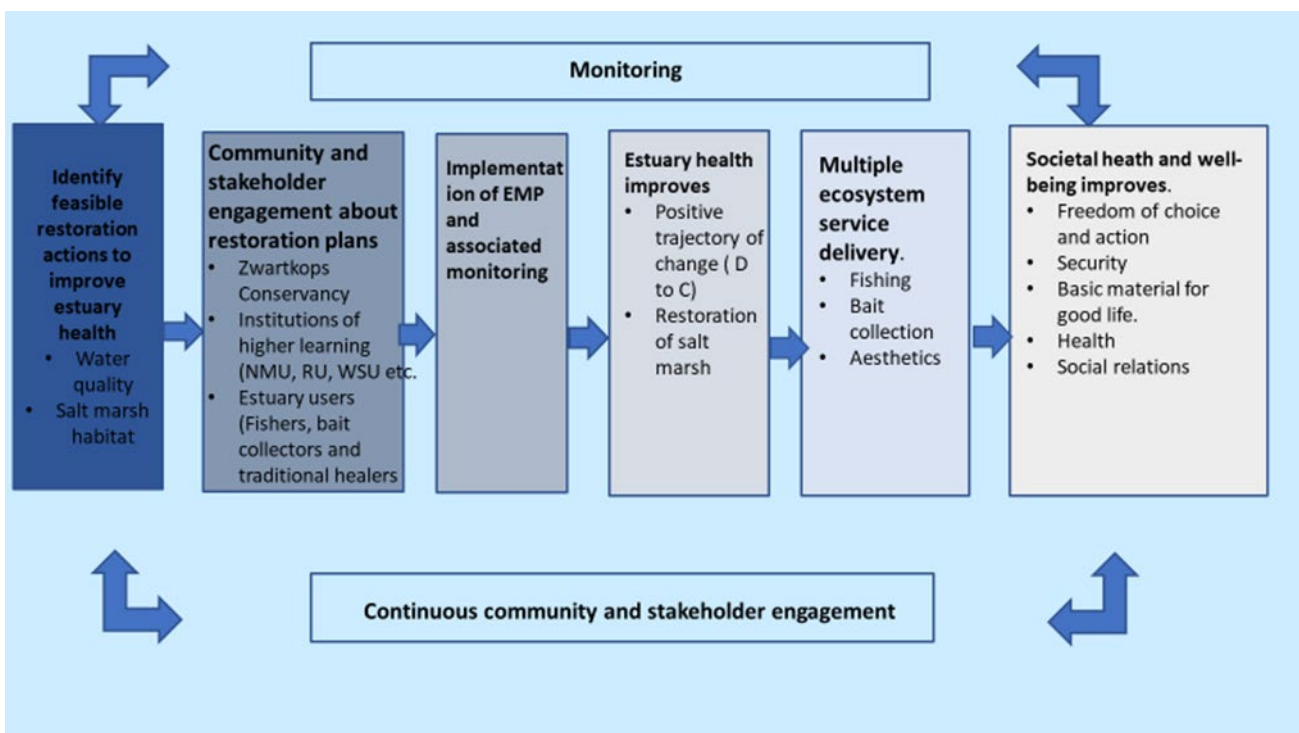 Monitoring
Identify
feasible
restoration
actions to
improve
estuary
health
• Water
quality
• Salt marsh
habitat
Community and
stakeholder
engagement about
restoration plans
• Zwartkops
Conservancy
• Institutions of
higher learning
(NMU, RU, WSU etc.
• Estuary users
(Fishers, bait
collectors and
traditional healers
Implementat
ion of EMP
and
associated
monitoring
Estuary health
improves
• Positive
trajectory of
change ( D
to C)
• Restoration
of salt
marsh
Multiple
ecosystem
service
delivery.
• Fishing
• Bait
collection
• Aesthetics
Societal heath and well-
being improves.
• Freedom of choice
and action
• Security
• Basic material for
good life.
• Health
• Social relations
Continuous community and stakeholder engagement